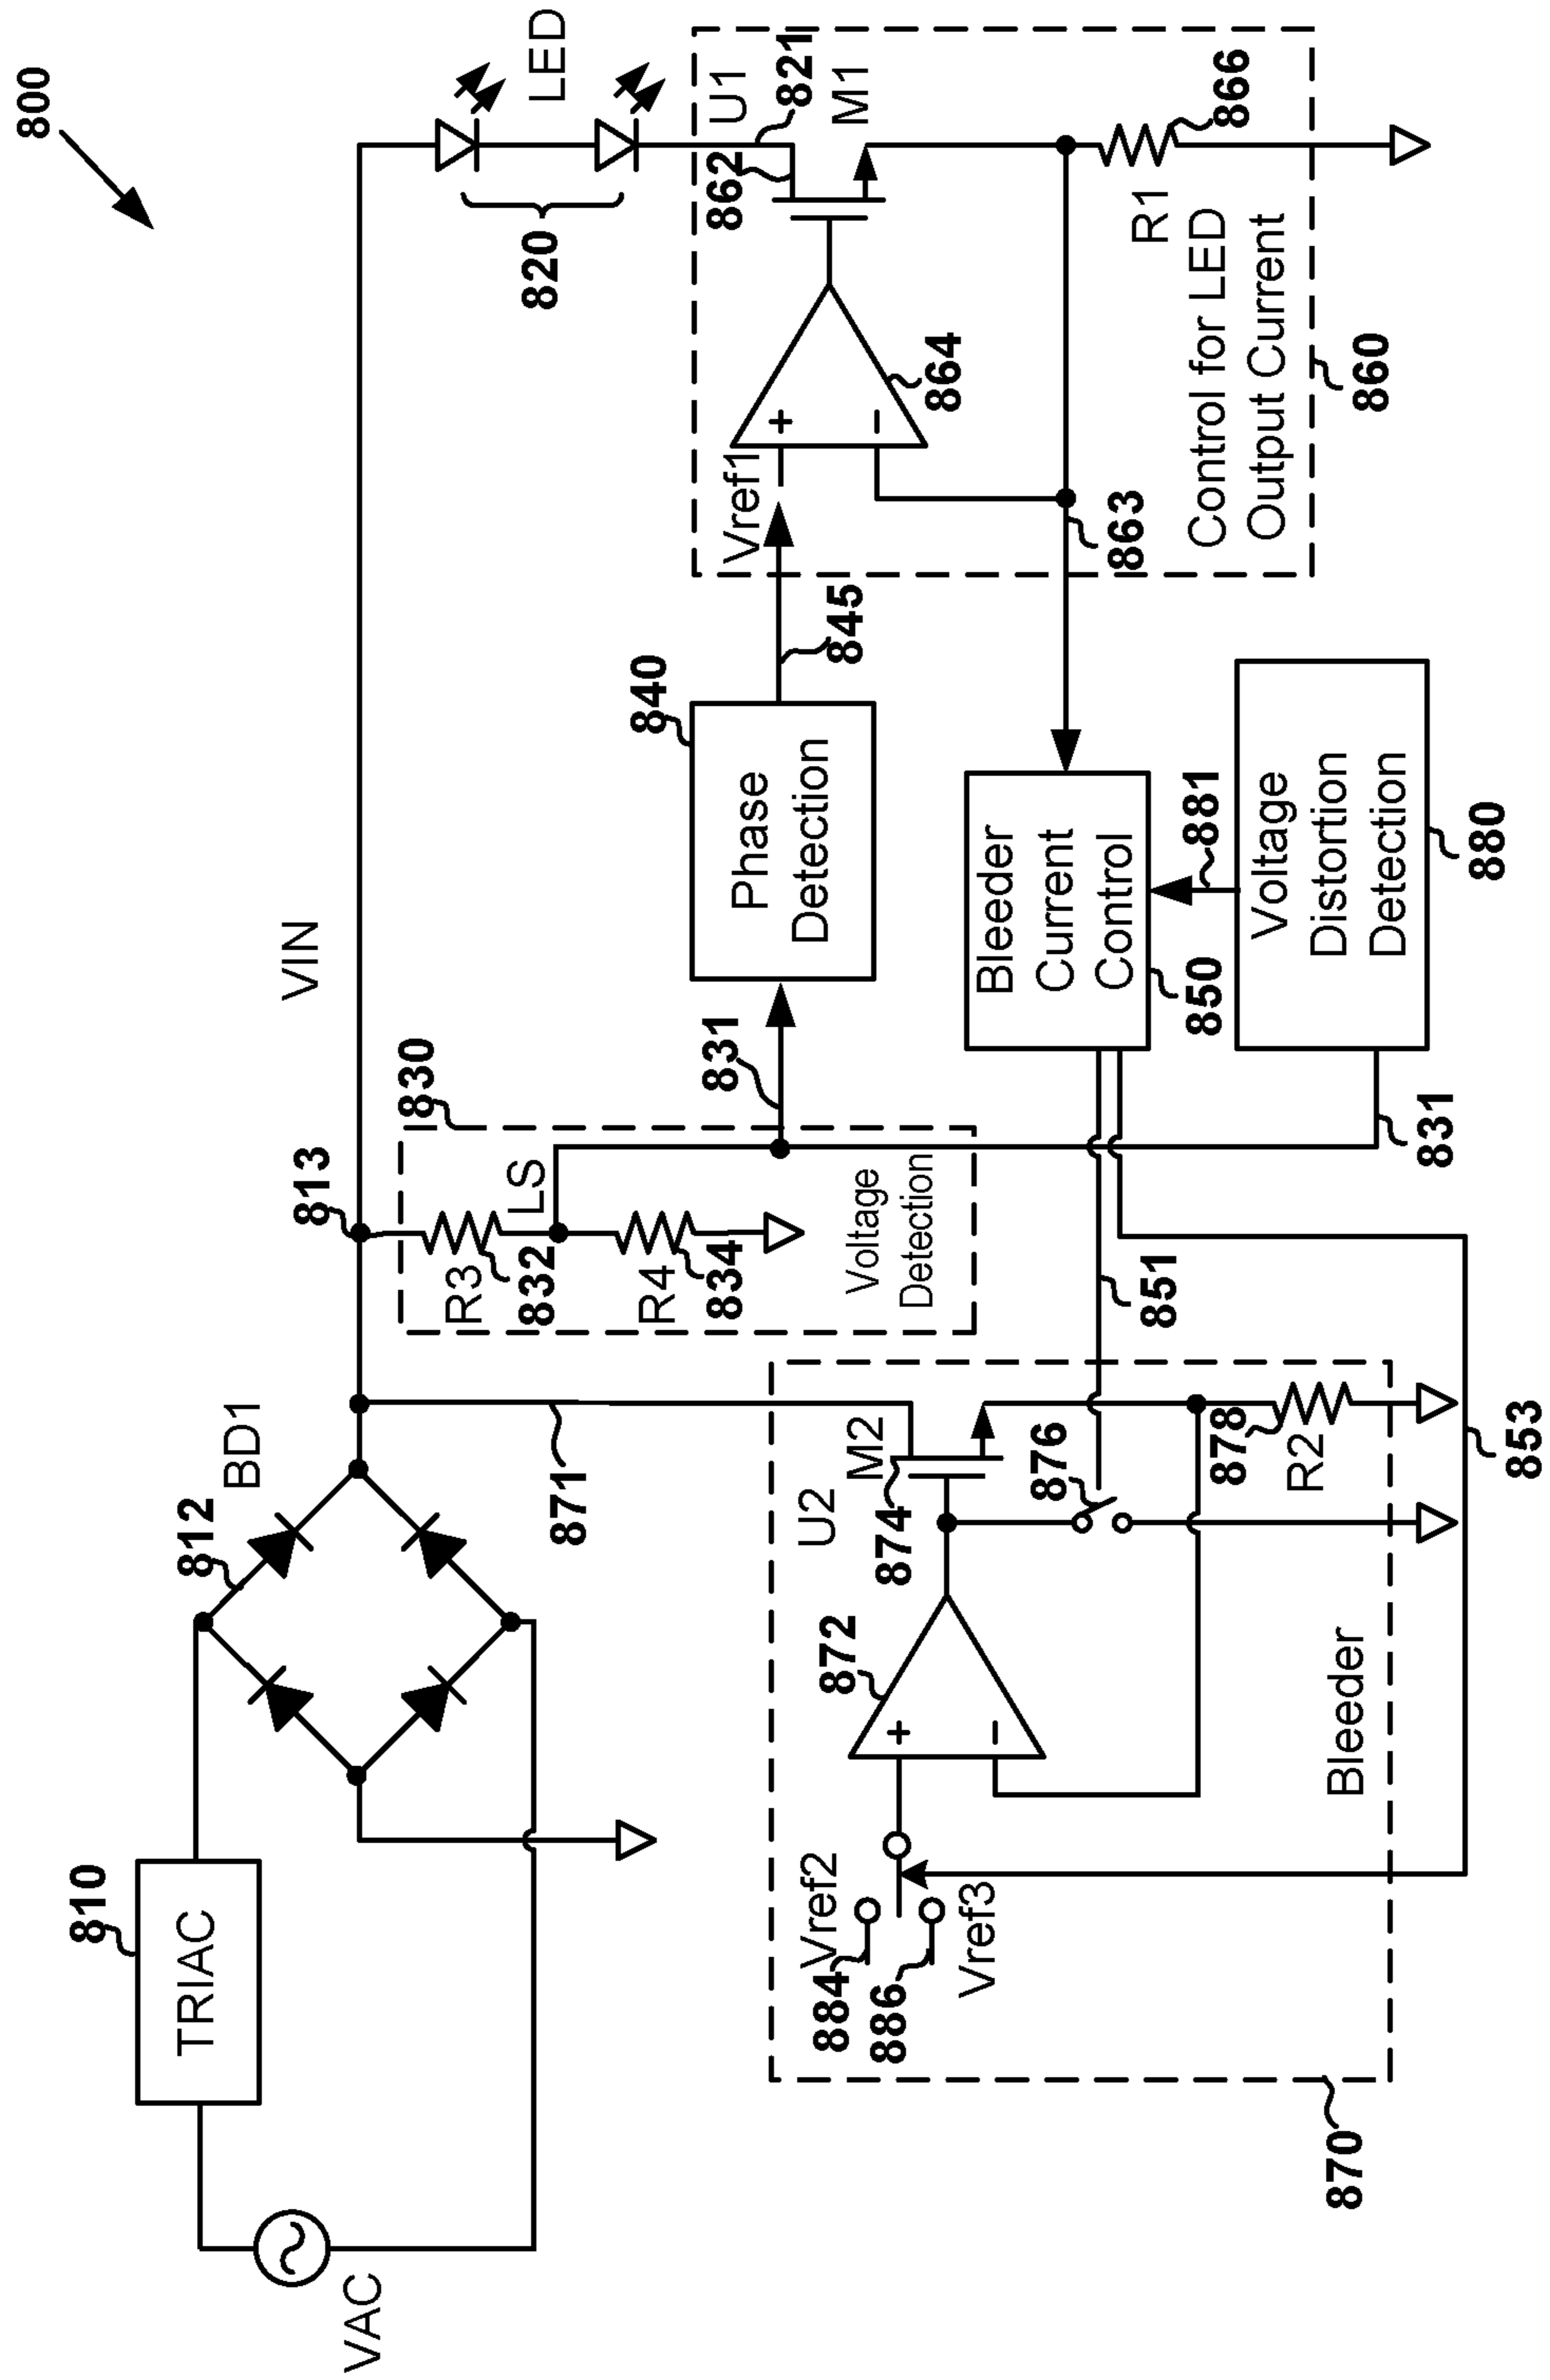 800
VAC
810
TRIAC
812
BD1
813
VIN
820
LED
871
830
R3
832
LS
R4
834
Voltage
Detection
831
840
Phase
Detection
845
Vref1
+
−
864
862
U1
821
M1
863
R1
866
Control for LED
Output Current
860
870
884
Vref2
886
Vref3
872
+
−
U2
874
M2
876
878
R2
Bleeder
851
853
Bleeder
Current
Control
850
881
831
Voltage
Distortion
Detection
880